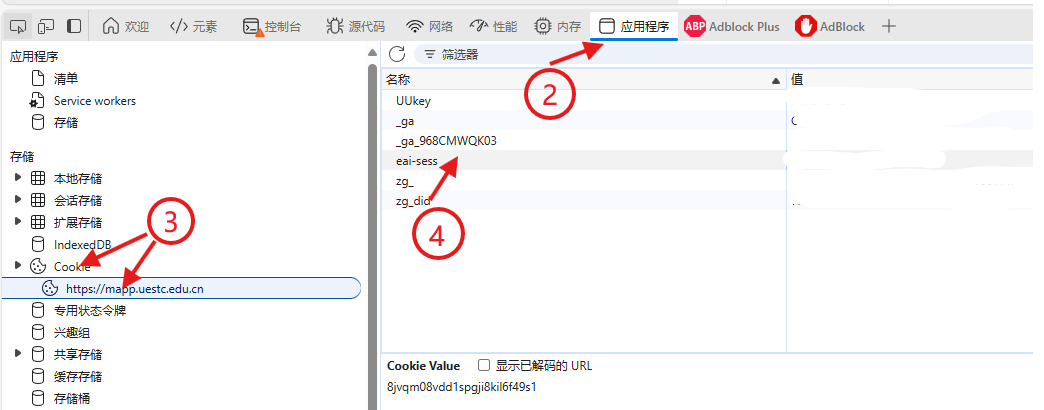 欢迎 元素 控制台 源代码 网络 性能 内存 应用程序 ABP Adblock Plus AdBlock
应用程序
清单
Service workers
存储
存储
本地存储
会话存储
扩展存储
IndexedDB
Cookie
https://mapp.uestc.edu.cn
专用状态令牌
兴趣组
共享存储
缓存存储
存储桶
筛选器
名称 值
UUkey
_ga
_ga_968CMWQK03
eai-sess
zg_
zg_did
2
3
4
Cookie Value 显示已解码的 URL
8jvqm08vdd1spgji8kil6f49s1